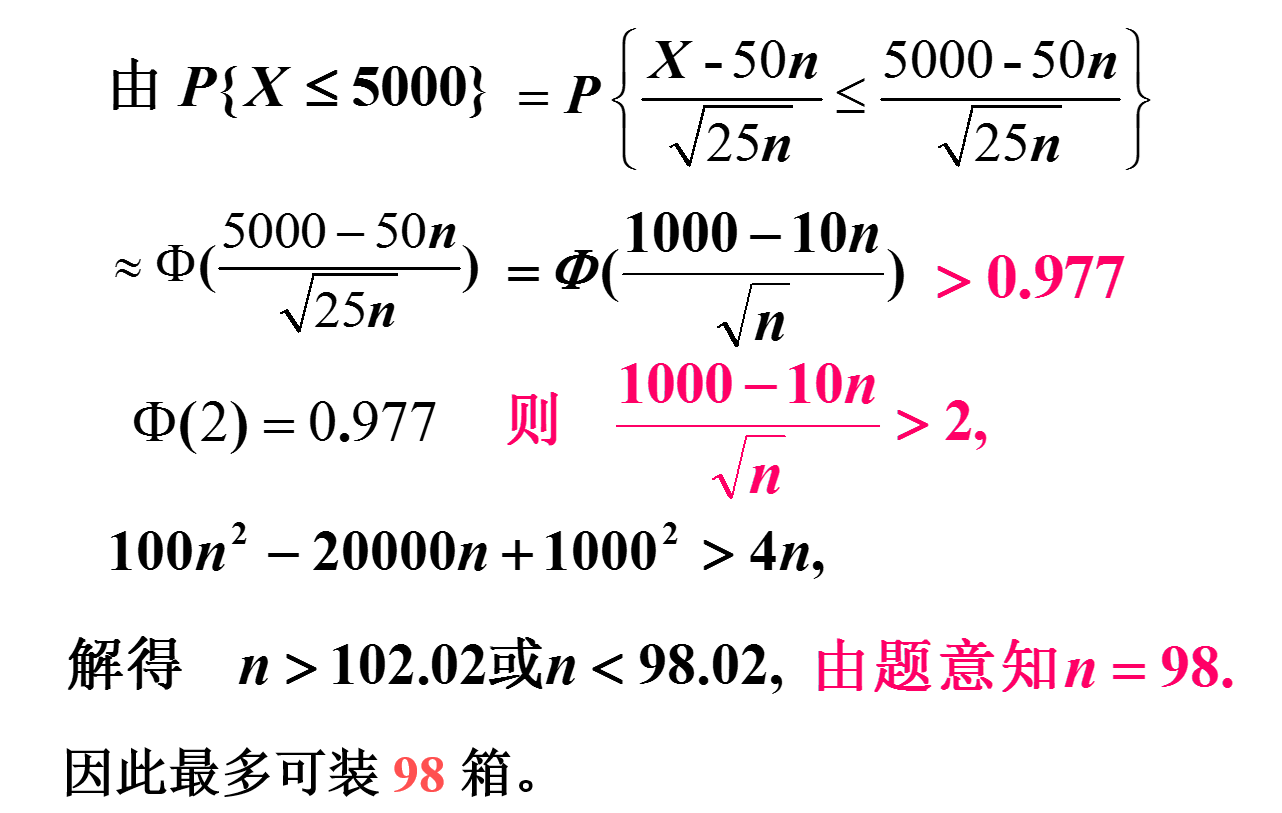 由 P{X ≤ 5000} = P{(X - 50n)/√(25n) ≤ (5000 - 50n)/√(25n)}
≈ Φ((5000 − 50n)/√(25n)) = Φ((1000 − 10n)/√n) > 0.977
Φ(2) = 0.977 则 (1000 − 10n)/√n > 2,
100n² − 20000n + 1000² > 4n,
解得 n > 102.02或n < 98.02, 由题意知n = 98.
因此最多可装 98 箱。